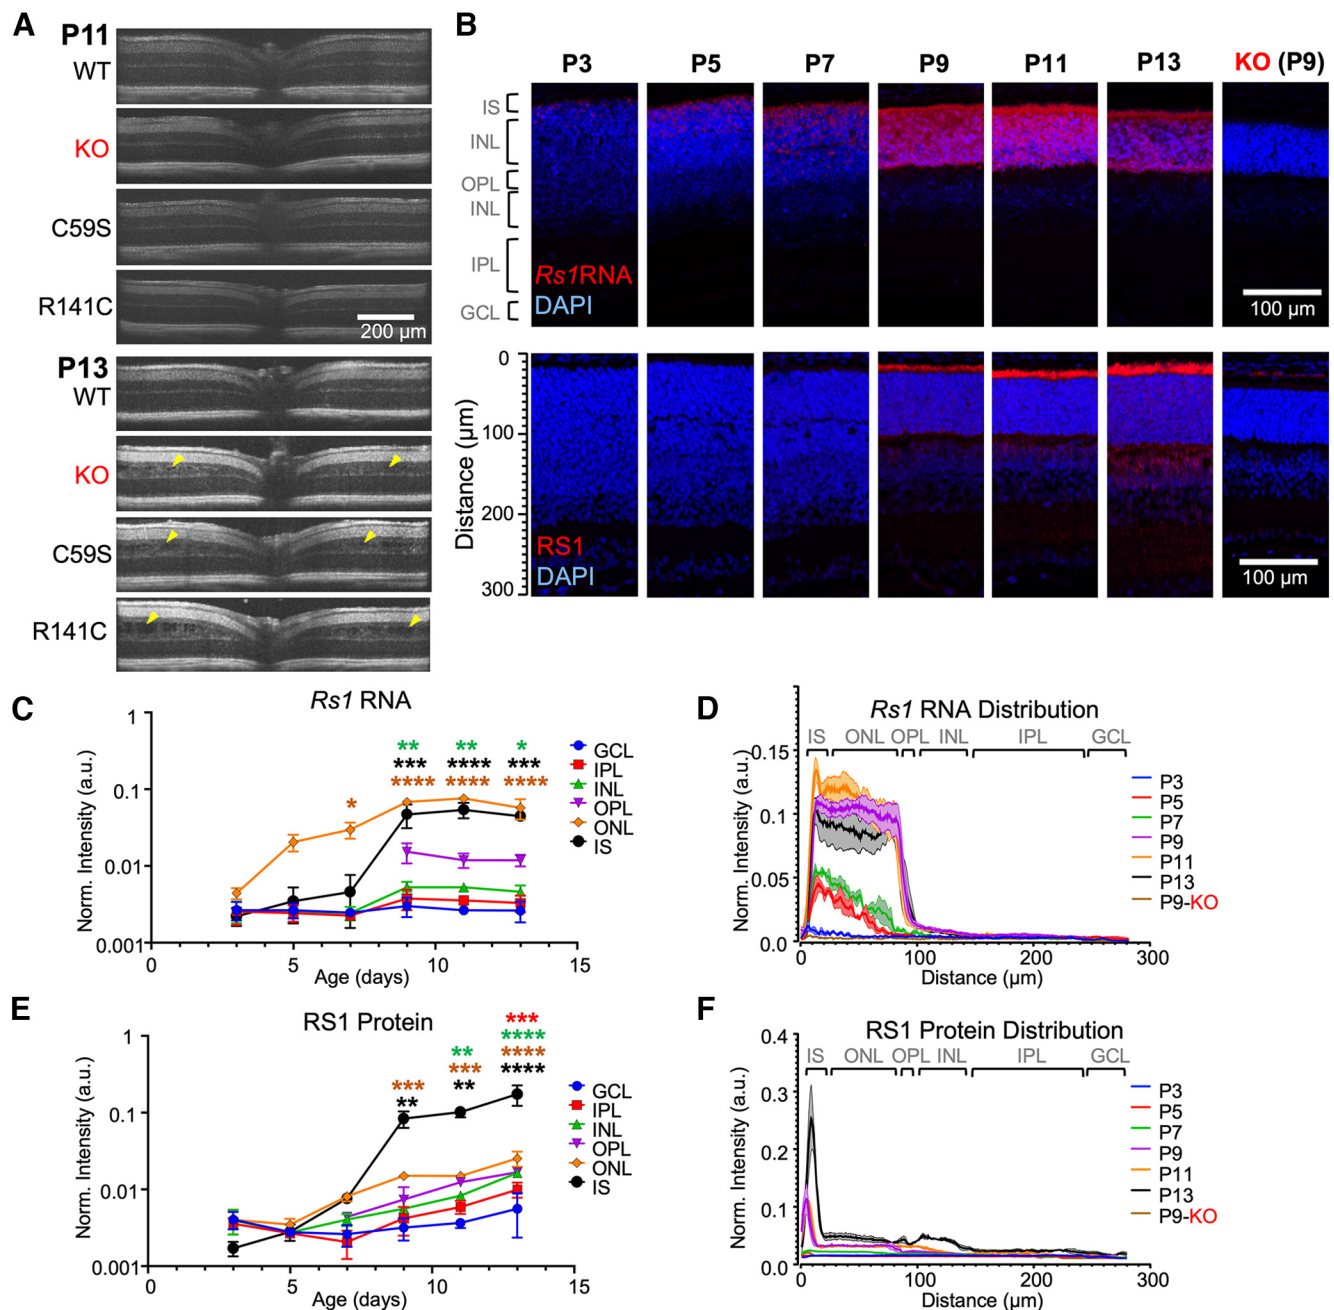 A
P11
WT
KO
C59S
R141C
200 µm
P13
WT
KO
C59S
R141C
B
P3 P5 P7 P9 P11 P13 KO (P9)
IS
INL
OPL
INL
IPL
GCL
Rs1RNA
DAPI
100 µm
Distance (µm)
0
100
200
300
RS1
DAPI
100 µm
C
Rs1 RNA
Norm. Intensity (a.u.)
1
0.1
0.01
0.001
* ** *** **** ** **** **** * *** ****
0 5 10 15
Age (days)
GCL
IPL
INL
OPL
ONL
IS
D
Rs1 RNA Distribution
IS ONL OPL INL IPL GCL
Norm. Intensity (a.u.)
0.15
0.1
0.05
0.0
0 100 200 300
Distance (µm)
P3
P5
P7
P9
P11
P13
P9-KO
E
RS1 Protein
Norm. Intensity (a.u.)
1
0.1
0.01
0.001
*** ** ** *** ** *** **** **** ****
0 5 10 15
Age (days)
GCL
IPL
INL
OPL
ONL
IS
F
RS1 Protein Distribution
IS ONL OPL INL IPL GCL
Norm. Intensity (a.u.)
0.4
0.3
0.2
0.1
0.0
0 100 200 300
Distance (µm)
P3
P5
P7
P9
P11
P13
P9-KO